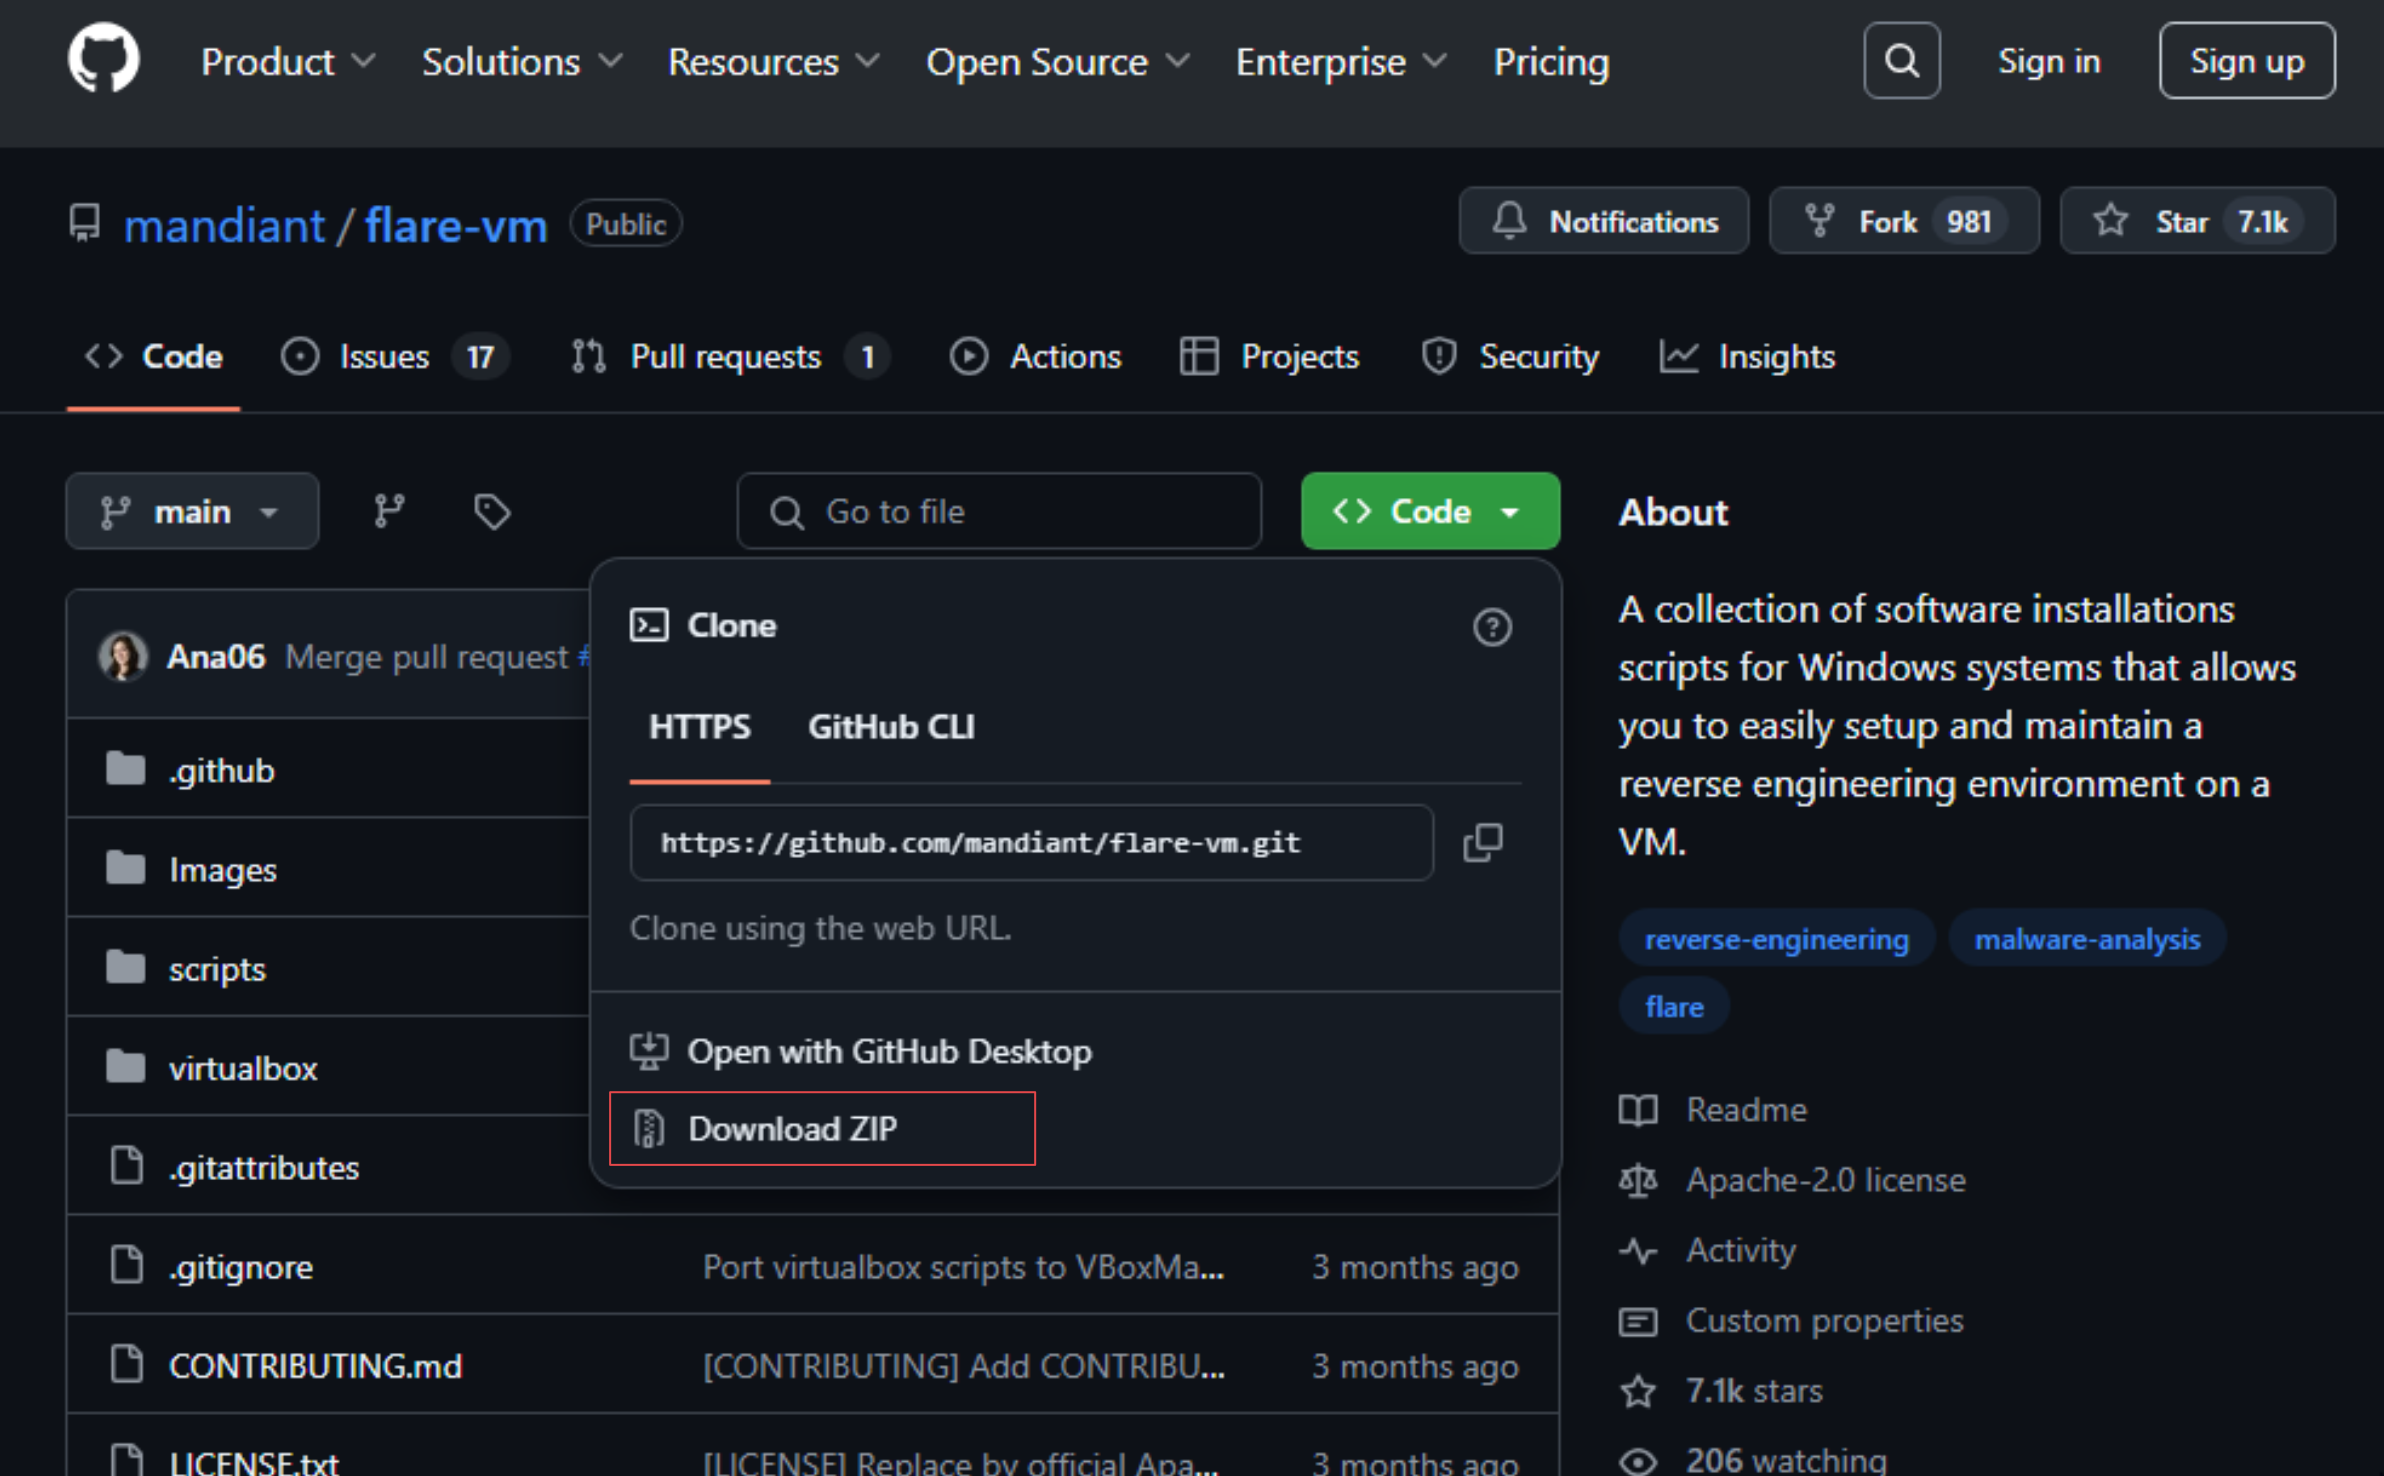 Product Solutions Resources Open Source Enterprise Pricing Sign in Sign up
mandiant / flare-vm Public Notifications Fork 981 Star 7.1k
Code Issues 17 Pull requests 1 Actions Projects Security Insights
main Go to file Code
Ana06 Merge pull request #
.github
Images
scripts
virtualbox
.gitattributes
.gitignore Port virtualbox scripts to VBoxMa... 3 months ago
CONTRIBUTING.md [CONTRIBUTING] Add CONTRIBU... 3 months ago
LICENSE.txt [LICENSE] Replace by official Apa... 3 months ago
Clone
HTTPS GitHub CLI
https://github.com/mandiant/flare-vm.git
Clone using the web URL.
Open with GitHub Desktop
Download ZIP
About
A collection of software installations
scripts for Windows systems that allows
you to easily setup and maintain a
reverse engineering environment on a
VM.
reverse-engineering malware-analysis
flare
Readme
Apache-2.0 license
Activity
Custom properties
7.1k stars
206 watching